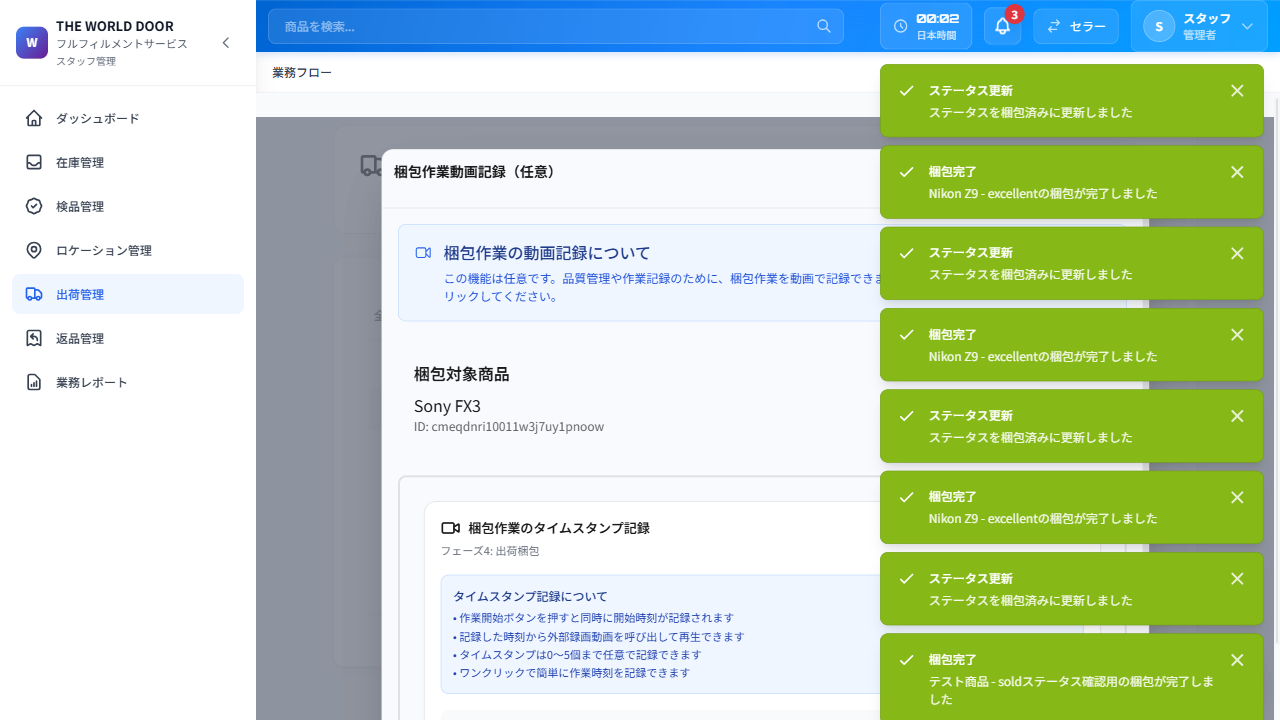 W
THE WORLD DOOR
フルフィルメントサービス
スタッフ管理
ダッシュボード
在庫管理
検品管理
ロケーション管理
出荷管理
返品管理
業務レポート
商品を検索...
00:02
日本時間
3
セラー
S
スタッフ
管理者
業務フロー
梱包作業動画記録（任意）
梱包作業の動画記録について
この機能は任意です。品質管理や作業記録のために、梱包作業を動画で記録できま
リックしてください。
梱包対象商品
Sony FX3
ID: cmeqdnri10011w3j7uy1pnoow
梱包作業のタイムスタンプ記録
フェーズ4: 出荷梱包
タイムスタンプ記録について
• 作業開始ボタンを押すと同時に開始時刻が記録されます
• 記録した時刻から外部録画動画を呼び出して再生できます
• タイムスタンプは0〜5個まで任意で記録できます
• ワンクリックで簡単に作業時刻を記録できます
ステータス更新
ステータスを梱包済みに更新しました
梱包完了
Nikon Z9 - excellentの梱包が完了しました
ステータス更新
ステータスを梱包済みに更新しました
梱包完了
Nikon Z9 - excellentの梱包が完了しました
ステータス更新
ステータスを梱包済みに更新しました
梱包完了
Nikon Z9 - excellentの梱包が完了しました
ステータス更新
ステータスを梱包済みに更新しました
梱包完了
テスト商品 - soldステータス確認用の梱包が完了しま
した